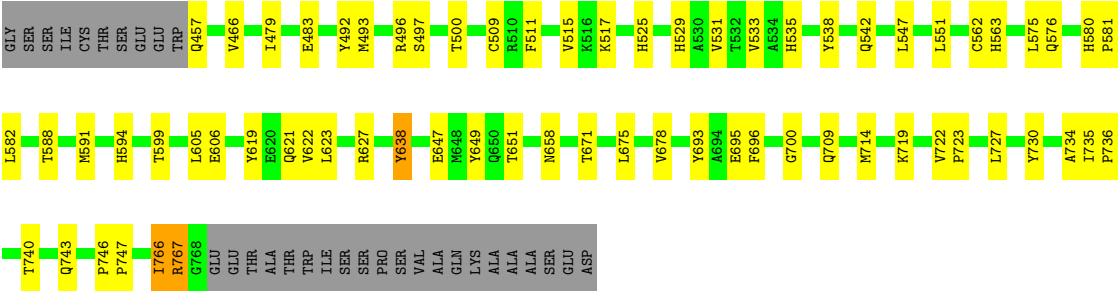 GLY SER SER ILE CYS THR SER GLU GLU TRP Q457 V466 I479 E483 Y492 M493 R496 S497 T500 C509 R510 F511 V515 K516 K517 H525 H529 A530 V531 T532 V533 A534 H535 Y538 Q542 L547 L551 C562 H563 L575 Q576 H580 P581
L582 T588 M591 H594 T599 L605 E606 Y619 E620 Q621 V622 L623 R627 Y638 E647 M648 Y649 Q650 T651 N658 T671 L675 V678 Y693 A694 E695 F696 G700 Q709 M714 K719 V722 P723 L727 Y730 A734 I735 P736
T740 Q743 P746 P747 I766 R767 G768 GLU GLU THR ALA THR TRP ILE SER SER PRO SER VAL ALA GLN LYS ALA ALA ALA SER GLU ASP